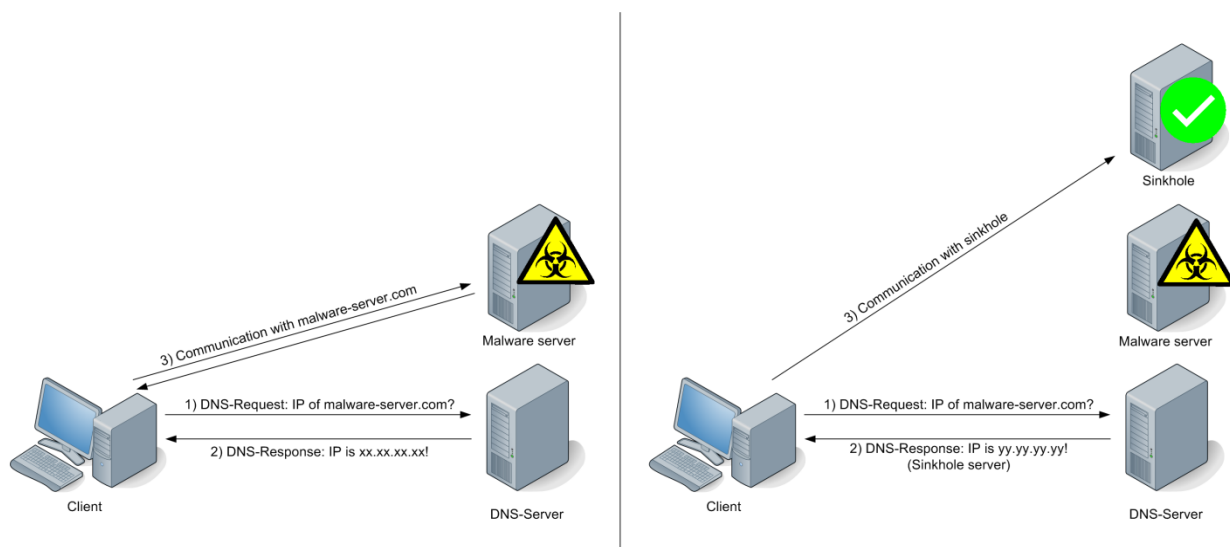 3) Communication with malware-server.com
Malware server
1) DNS-Request: IP of malware-server.com?
2) DNS-Response: IP is xx.xx.xx.xx!
Client
DNS-Server
Sinkhole
3) Communication with sinkhole
Malware server
1) DNS-Request: IP of malware-server.com?
2) DNS-Response: IP is yy.yy.yy.yy!
(Sinkhole server)
Client
DNS-Server